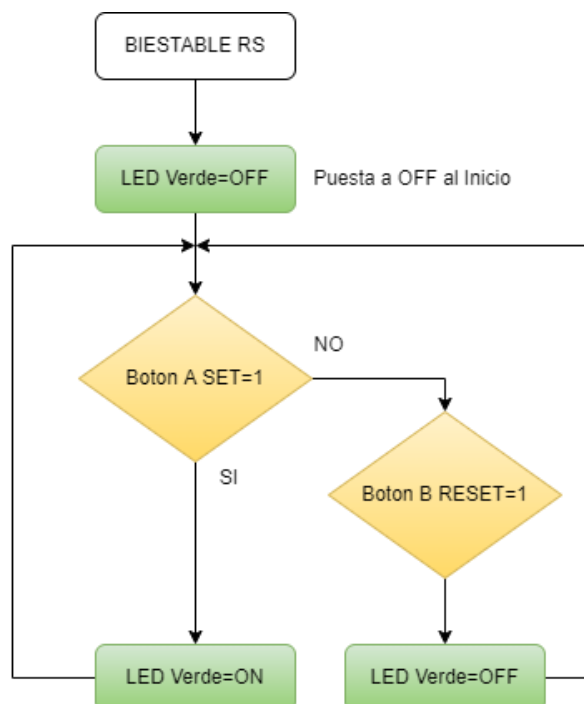 BIESTABLE RS
LED Verde=OFF
Puesta a OFF al Inicio
Boton A SET=1
NO
SI
Boton B RESET=1
LED Verde=ON
LED Verde=OFF